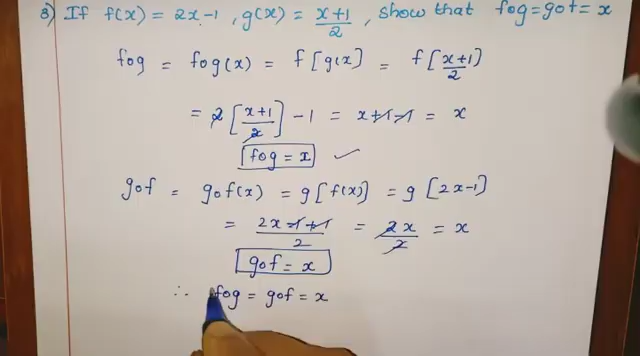 3) If f(x) = 2x-1, g(x) = x+1/2, show that fog = gof = x
fog = fog(x) = f[g(x)] = f[x+1/2]
= 2[x+1/2] - 1 = x+1-1 = x
fog = x ✓
gof = gof(x) = g[f(x)] = g[2x-1]
= 2x-1+1/2 = 2x/2 = x
gof = x
∴ fog = gof = x